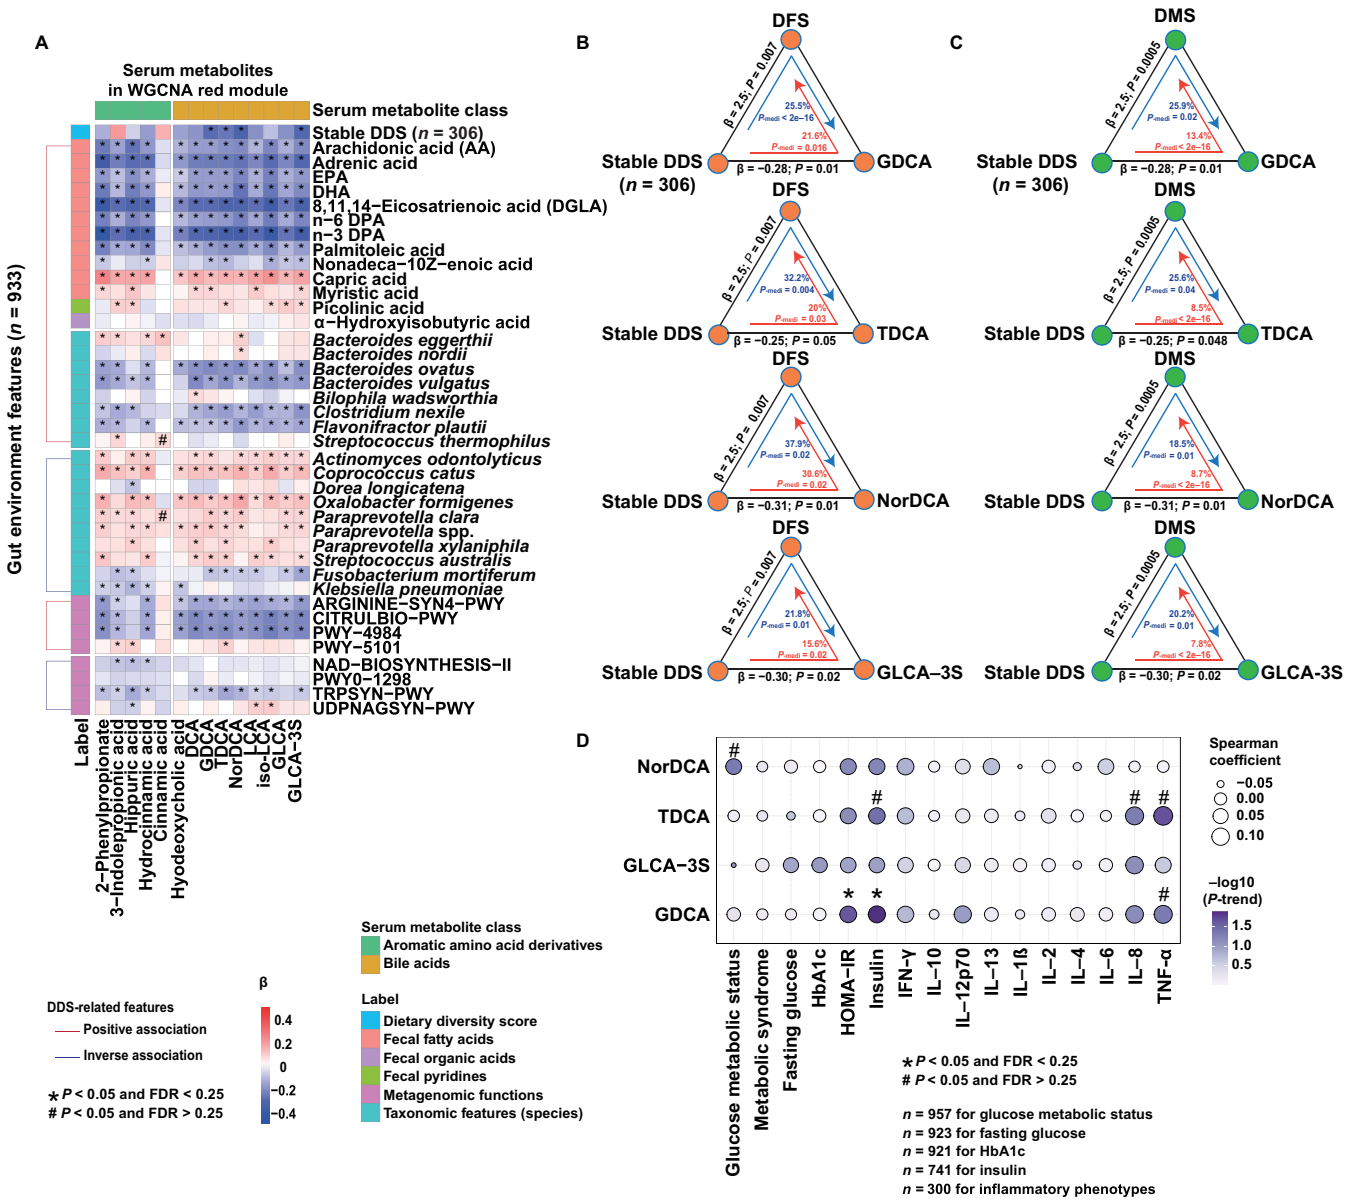 A
Serum metabolites
in WGCNA red module
Serum metabolite class
Gut environment features (n = 933)
Stable DDS (n = 306)
Arachidonic acid (AA)
Adrenic acid
EPA
DHA
8,11,14−Eicosatrienoic acid (DGLA)
n−6 DPA
n−3 DPA
Palmitoleic acid
Nonadeca−10Z−enoic acid
Capric acid
Myristic acid
Picolinic acid
α−Hydroxyisobutyric acid
Bacteroides eggerthii
Bacteroides nordii
Bacteroides ovatus
Bacteroides vulgatus
Bilophila wadsworthia
Clostridium nexile
Flavonifractor plautii
Streptococcus thermophilus
Actinomyces odontolyticus
Coprococcus catus
Dorea longicatena
Oxalobacter formigenes
Paraprevotella clara
Paraprevotella spp.
Paraprevotella xylaniphila
Streptococcus australis
Fusobacterium mortiferum
Klebsiella pneumoniae
ARGININE−SYN4−PWY
CITRULBIO−PWY
PWY−4984
PWY−5101
NAD−BIOSYNTHESIS−II
PWY0−1298
TRPSYN−PWY
UDPNAGSYN−PWY
Label
2−Phenylpropionate
3−Indolepropionic acid
Hippuric acid
Hydrocinnamic acid
Cinnamic acid
Hyodeoxycholic acid
DCA
GDCA
TDCA
NorDCA
LCA
iso−LCA
GLCA
GLCA−3S
DDS-related features
Positive association
Inverse association
* P < 0.05 and FDR < 0.25
# P < 0.05 and FDR > 0.25
β
0.4
0.2
0
−0.2
−0.4
Serum metabolite class
Aromatic amino acid derivatives
Bile acids
Label
Dietary diversity score
Fecal fatty acids
Fecal organic acids
Fecal pyridines
Metagenomic functions
Taxonomic features (species)
B
DFS
β = 2.5; P = 0.007
25.5%
P-medi < 2e−16
21.6%
P-medi = 0.016
Stable DDS
(n = 306)
GDCA
β = −0.28; P = 0.01
DFS
β = 2.5; P = 0.007
32.2%
P-medi = 0.004
20%
P-medi = 0.03
Stable DDS
TDCA
β = −0.25; P = 0.05
DFS
β = 2.5; P = 0.007
37.9%
P-medi = 0.02
30.6%
P-medi = 0.02
Stable DDS
NorDCA
β = −0.31; P = 0.01
DFS
β = 2.5; P = 0.007
21.8%
P-medi = 0.01
15.6%
P-medi = 0.02
Stable DDS
GLCA–3S
β = −0.30; P = 0.02
C
DMS
β = 2.5; P = 0.0005
25.9%
P-medi = 0.02
13.4%
P-medi < 2e−16
Stable DDS
(n = 306)
GDCA
β = −0.28; P = 0.01
DMS
β = 2.5; P = 0.0005
25.6%
P-medi = 0.04
8.5%
P-medi < 2e−16
Stable DDS
TDCA
β = −0.25; P = 0.048
DMS
β = 2.5; P = 0.0005
18.5%
P-medi = 0.01
8.7%
P-medi < 2e−16
Stable DDS
NorDCA
β = −0.31; P = 0.01
DMS
β = 2.5; P = 0.0005
20.2%
P-medi = 0.01
7.8%
P-medi < 2e−16
Stable DDS
GLCA-3S
β = −0.30; P = 0.02
D
NorDCA
TDCA
GLCA−3S
GDCA
#
# # #
* * #
Glucose metabolic status
Metabolic syndrome
Fasting glucose
HbA1c
HOMA−IR
Insulin
IFN−γ
IL−10
IL−12p70
IL−13
IL−1ß
IL−2
IL−4
IL−6
IL−8
TNF-α
Spearman
coefficient
−0.05
0.00
0.05
0.10
−log10
(P-trend)
1.5
1.0
0.5
* P < 0.05 and FDR < 0.25
# P < 0.05 and FDR > 0.25
n = 957 for glucose metabolic status
n = 923 for fasting glucose
n = 921 for HbA1c
n = 741 for insulin
n = 300 for inflammatory phenotypes